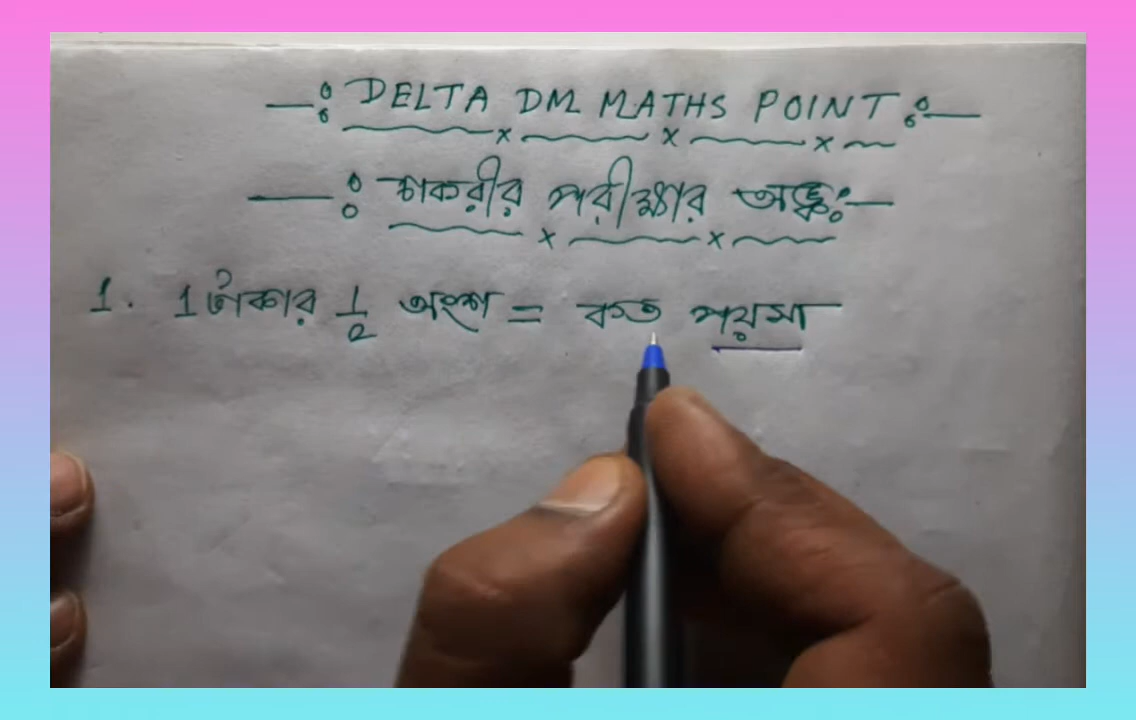 —: DELTA DM MATHS POINT :—
—: চাকরীর পরীক্ষার অঙ্ক :—
1. 1 টাকার 1/2 অংশ = কত পয়সা